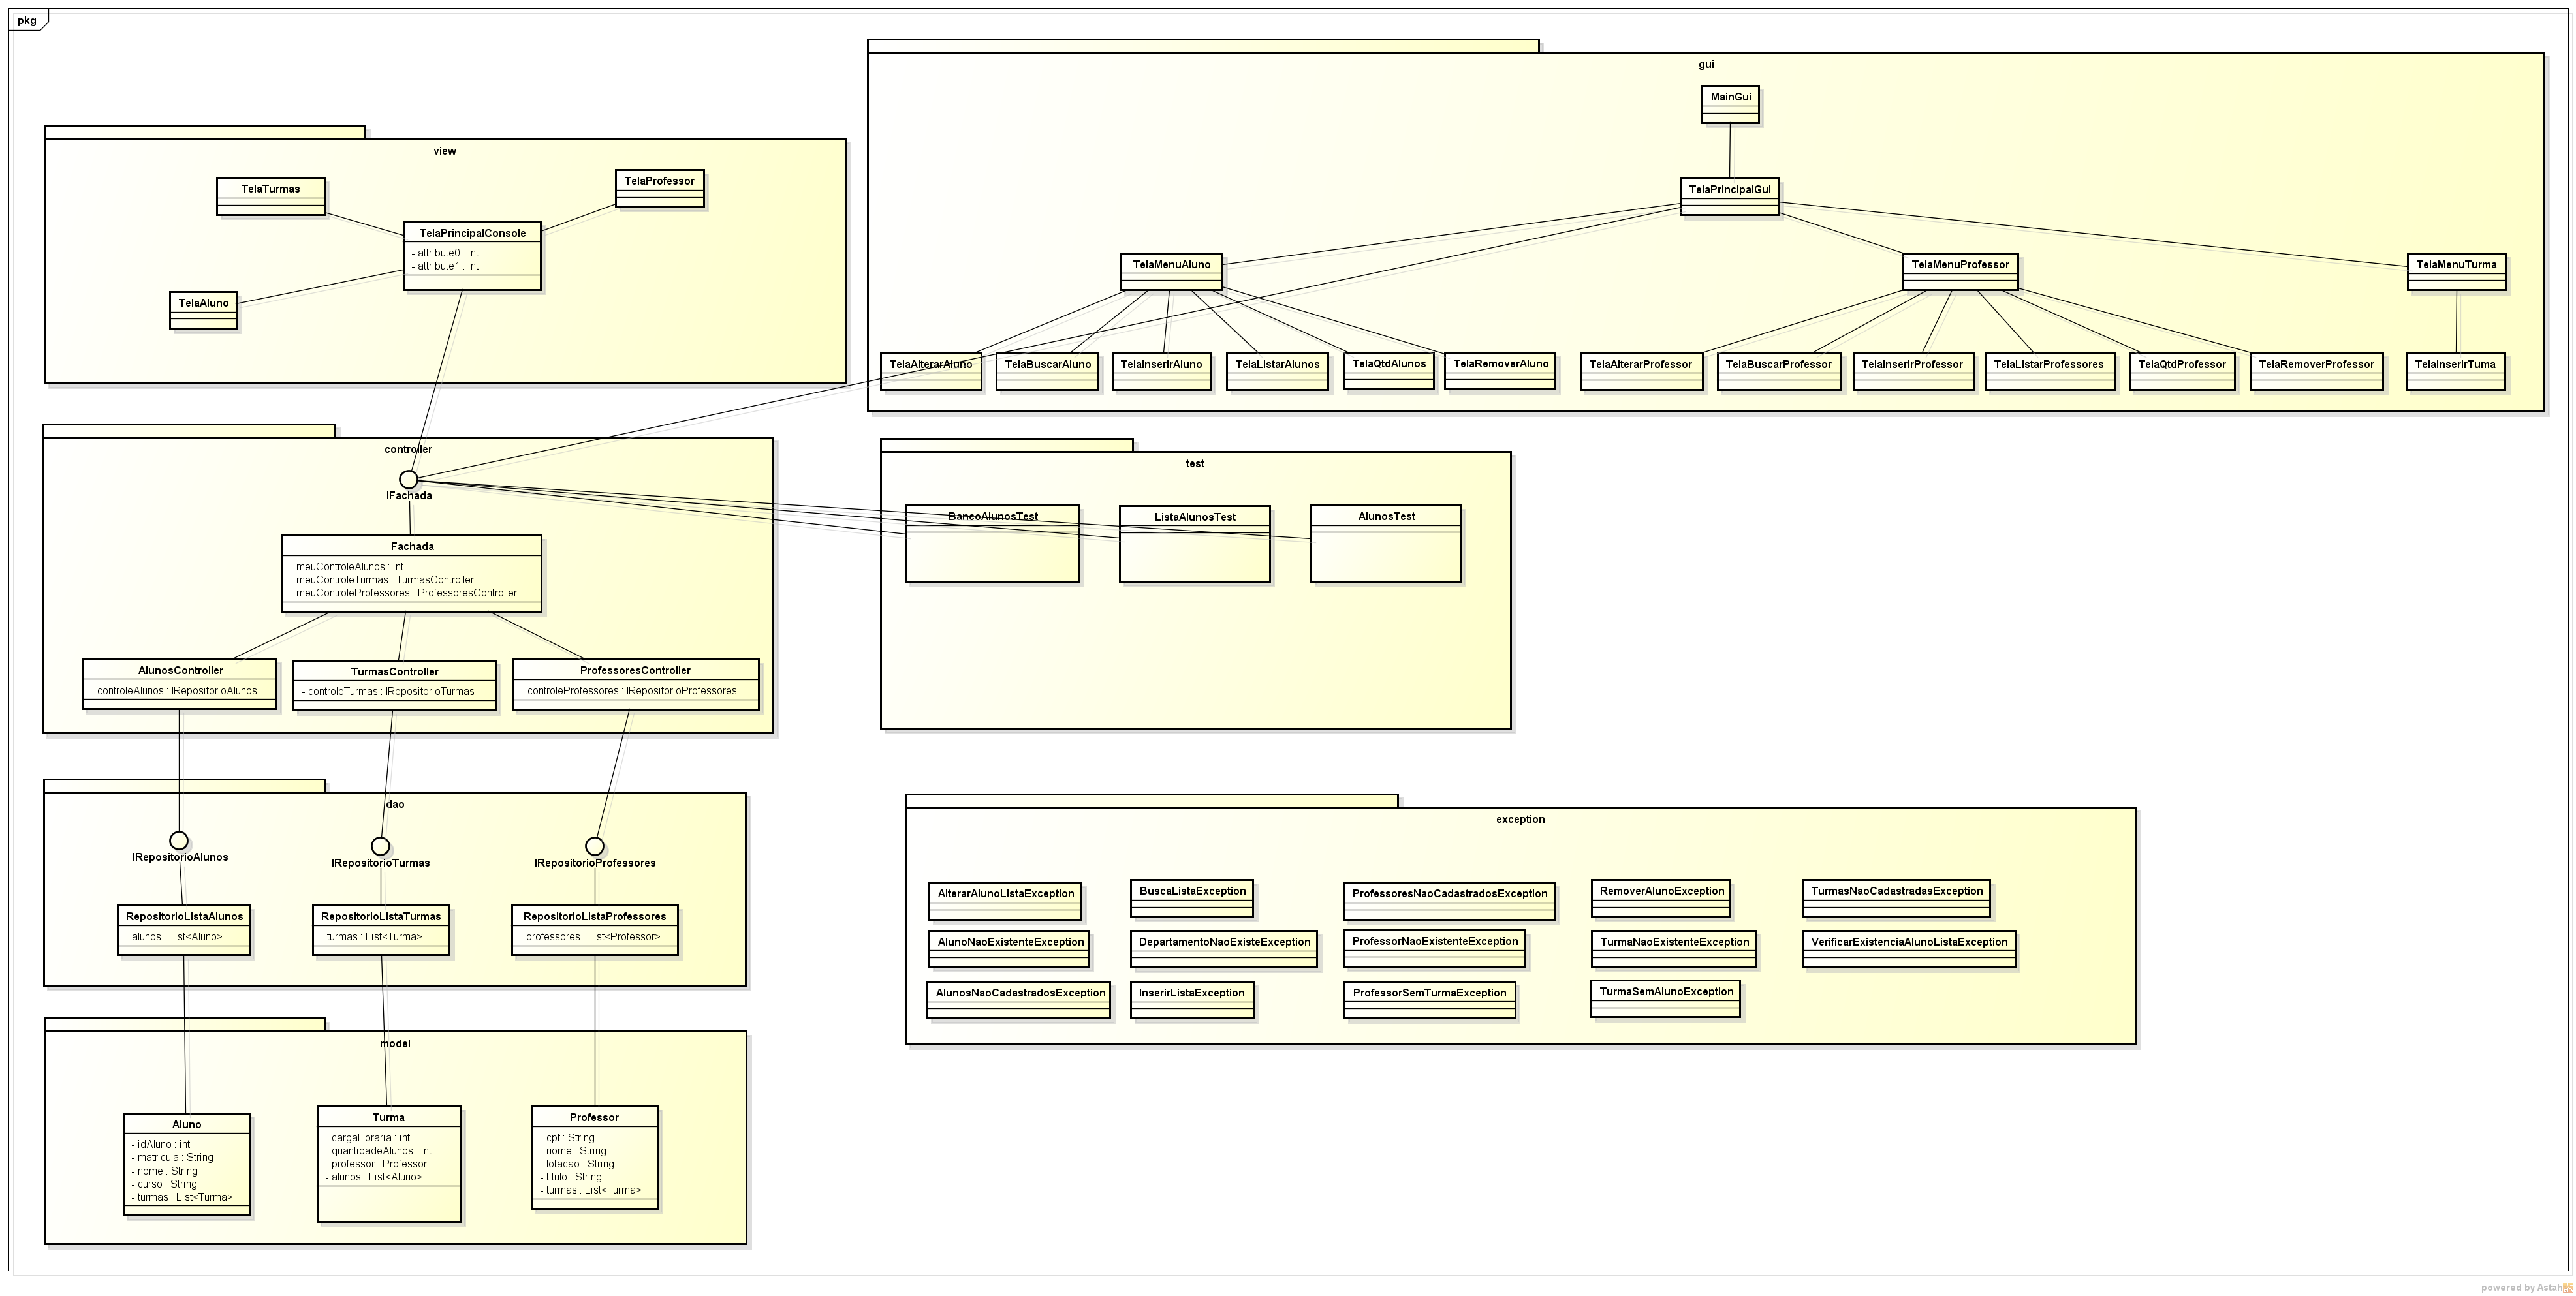 pkg
gui
MainGui
TelaPrincipalGui
TelaMenuAluno
TelaMenuProfessor
TelaMenuTurma
TelaAlterarAluno
TelaBuscarAluno
TelaInserirAluno
TelaListarAlunos
TelaQtdAlunos
TelaRemoverAluno
TelaAlterarProfessor
TelaBuscarProfessor
TelaInserirProfessor
TelaListarProfessores
TelaQtdProfessor
TelaRemoverProfessor
TelaInserirTuma
view
TelaTurmas
TelaProfessor
TelaPrincipalConsole
- attribute0 : int
- attribute1 : int
TelaAluno
controller
IFachada
Fachada
- meuControleAlunos : int
- meuControleTurmas : TurmasController
- meuControleProfessores : ProfessoresController
AlunosController
- controleAlunos : IRepositorioAlunos
TurmasController
- controleTurmas : IRepositorioTurmas
ProfessoresController
- controleProfessores : IRepositorioProfessores
test
BancoAlunosTest
ListaAlunosTest
AlunosTest
dao
IRepositorioAlunos
IRepositorioTurmas
IRepositorioProfessores
RepositorioListaAlunos
- alunos : List<Aluno>
RepositorioListaTurmas
- turmas : List<Turma>
RepositorioListaProfessores
- professores : List<Professor>
exception
AlterarAlunoListaException
BuscaListaException
ProfessoresNaoCadastradosException
RemoverAlunoException
TurmasNaoCadastradasException
AlunoNaoExistenteException
DepartamentoNaoExisteException
ProfessorNaoExistenteException
TurmaNaoExistenteException
VerificarExistenciaAlunoListaException
AlunosNaoCadastradosException
InserirListaException
ProfessorSemTurmaException
TurmaSemAlunoException
model
Aluno
- idAluno : int
- matricula : String
- nome : String
- curso : String
- turmas : List<Turma>
Turma
- cargaHoraria : int
- quantidadeAlunos : int
- professor : Professor
- alunos : List<Aluno>
Professor
- cpf : String
- nome : String
- lotacao : String
- titulo : String
- turmas : List<Turma>
powered by Astah